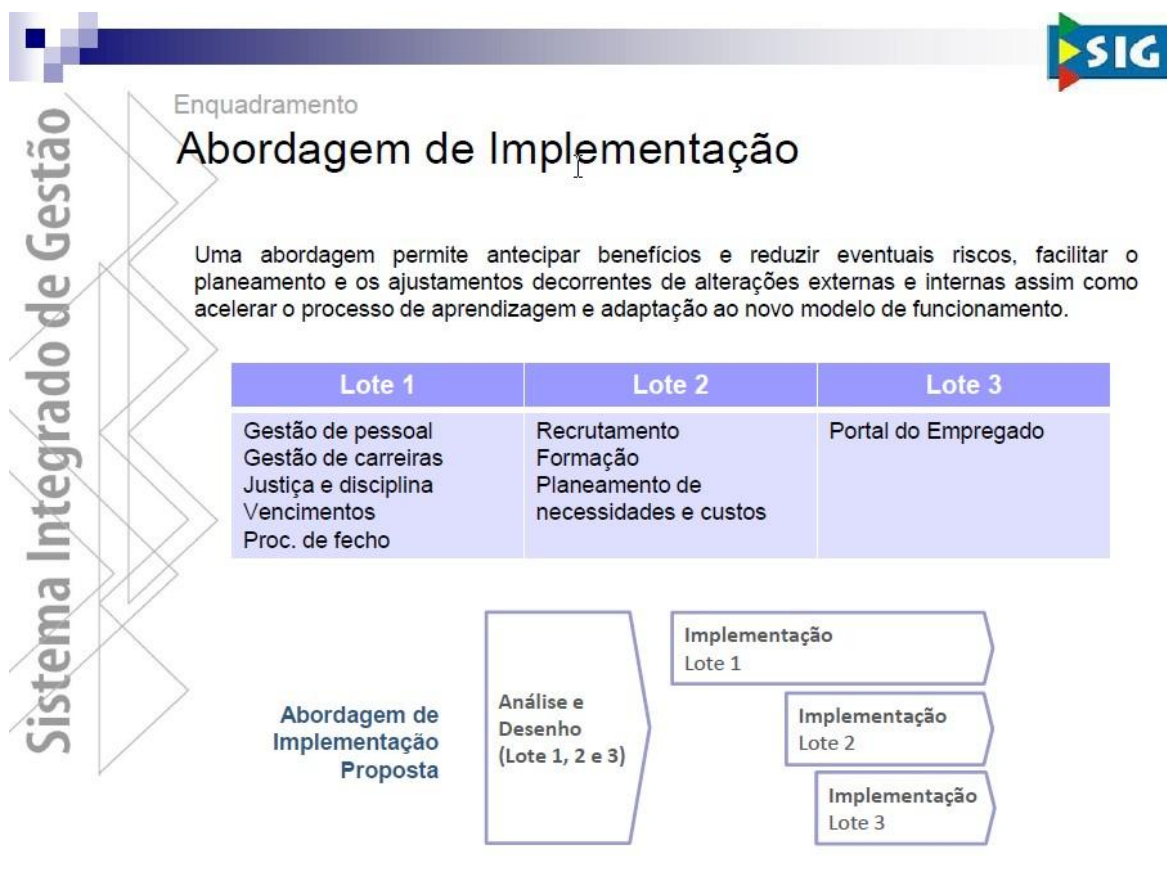 SIG
Sistema Integrado de Gestão
Enquadramento
Abordagem de Implementação
Uma abordagem permite antecipar benefícios e reduzir eventuais riscos, facilitar o
planeamento e os ajustamentos decorrentes de alterações externas e internas assim como
acelerar o processo de aprendizagem e adaptação ao novo modelo de funcionamento.
Lote 1
Gestão de pessoal
Gestão de carreiras
Justiça e disciplina
Vencimentos
Proc. de fecho
Lote 2
Recrutamento
Formação
Planeamento de
necessidades e custos
Lote 3
Portal do Empregado
Abordagem de
Implementação
Proposta
Análise e
Desenho
(Lote 1, 2 e 3)
Implementação
Lote 1
Implementação
Lote 2
Implementação
Lote 3